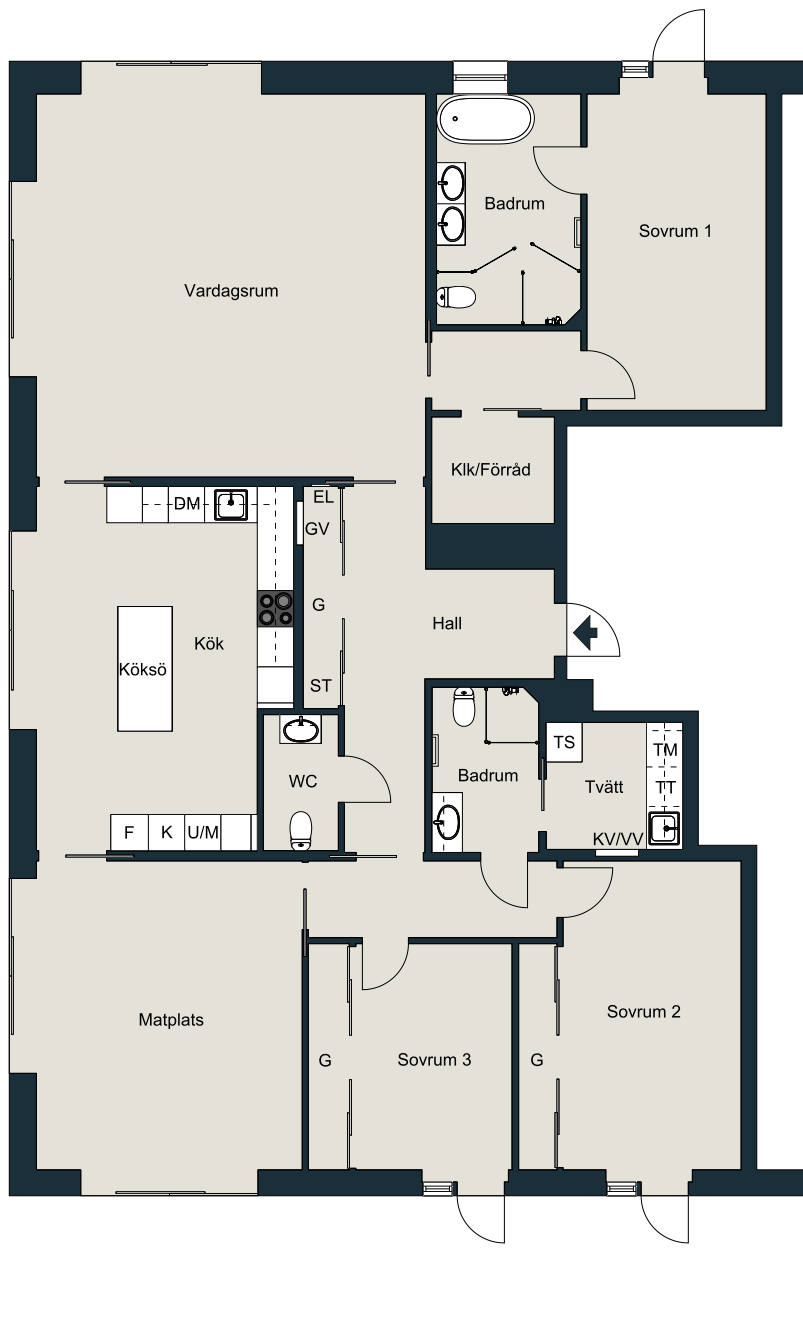 Badrum
Sovrum 1
Vardagsrum
Klk/Förråd
DM
EL
GV
G
Hall
Kök
Köksö
ST
TS
TM
Badrum
WC
Tvätt
TT
F
K
U/M
KV/VV
Sovrum 2
Matplats
G
Sovrum 3
G